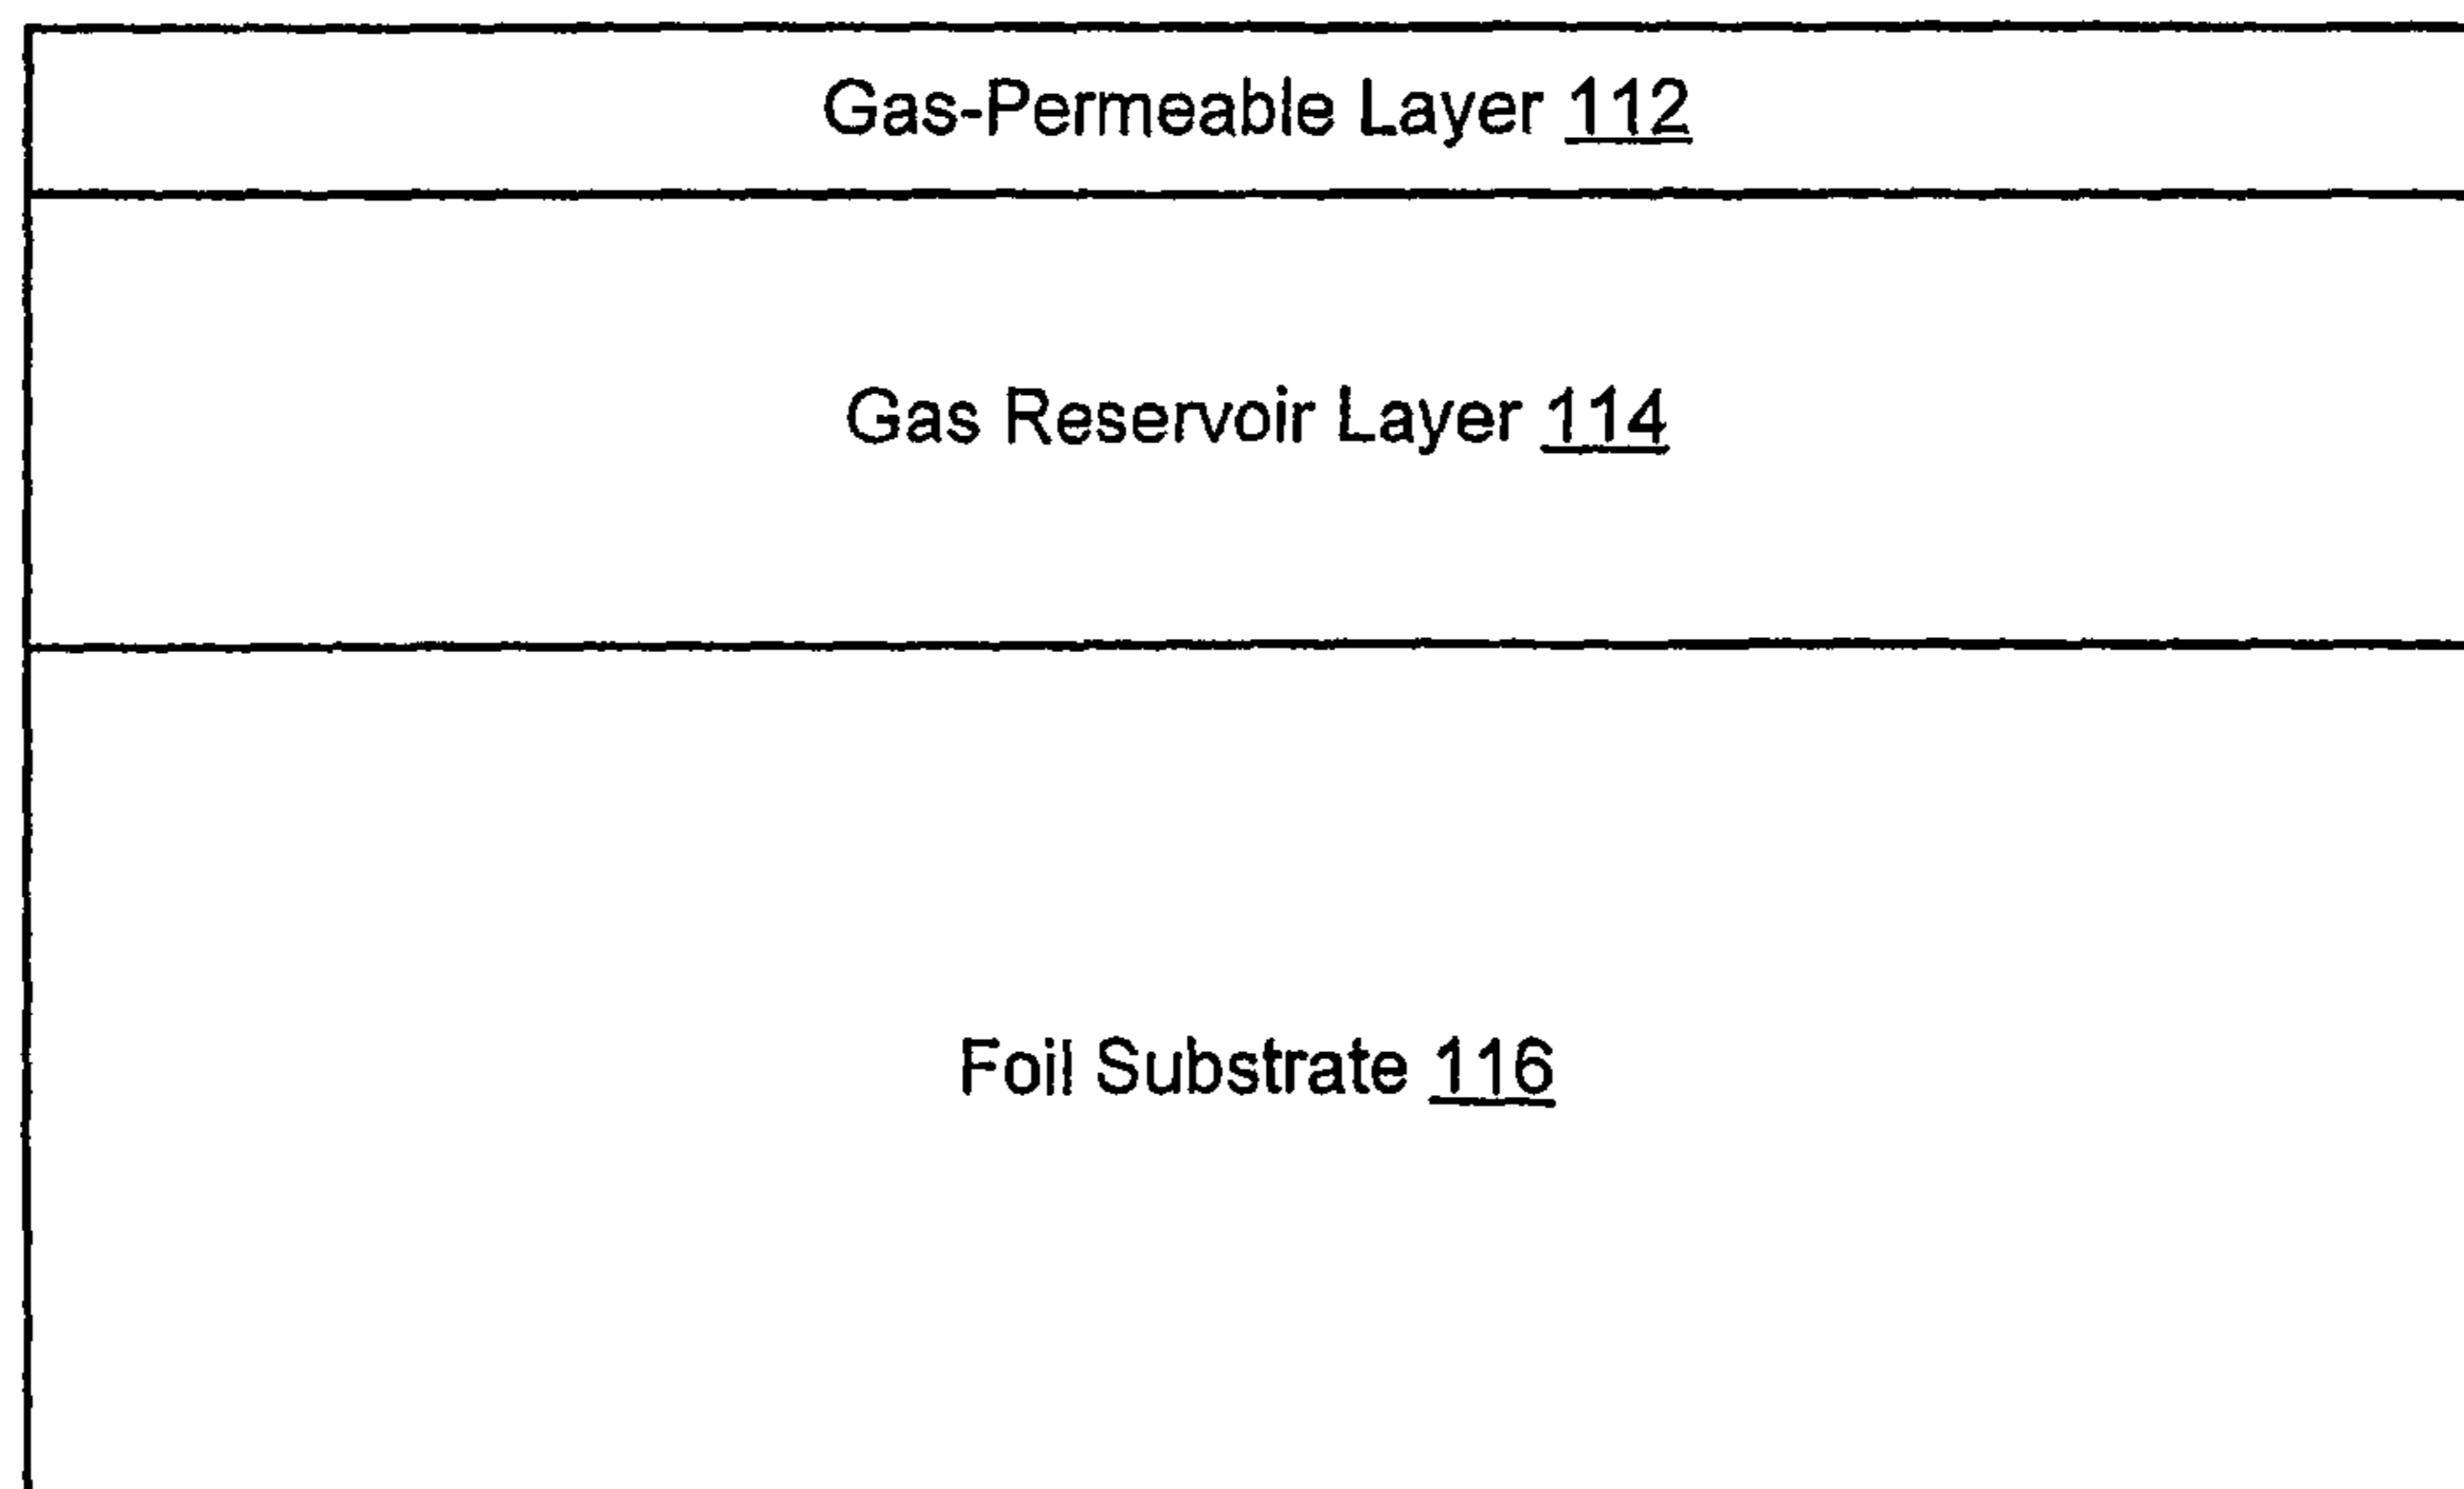 Gas-Permeable Layer 112
Gas Reservoir Layer 114
Foil Substrate 116